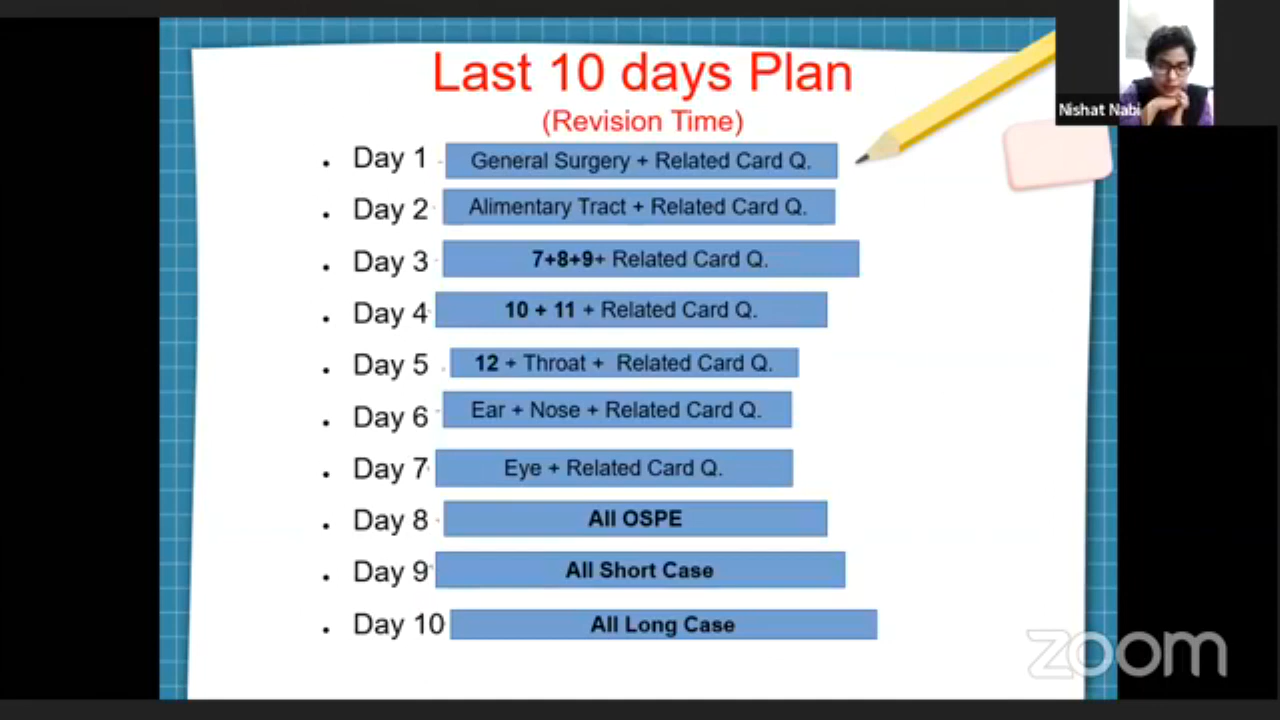 Last 10 days Plan
(Revision Time)
Nishat Nabi
• Day 1 General Surgery + Related Card Q.
• Day 2 Alimentary Tract + Related Card Q.
• Day 3 7+8+9+ Related Card Q.
• Day 4 10 + 11 + Related Card Q.
• Day 5 12 + Throat + Related Card Q.
• Day 6 Ear + Nose + Related Card Q.
• Day 7 Eye + Related Card Q.
• Day 8 All OSPE
• Day 9 All Short Case
• Day 10 All Long Case
zoom